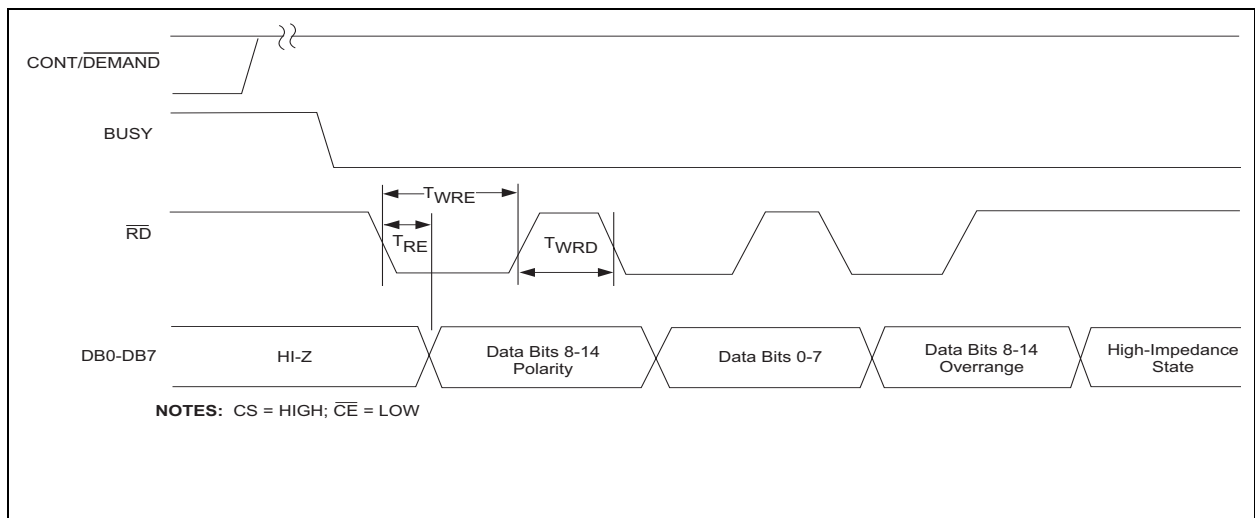 CONT/DEMAND
BUSY
TWRE
RD
TRE
TWRD
DB0-DB7
HI-Z
Data Bits 8-14
Polarity
Data Bits 0-7
Data Bits 8-14
Overrange
High-Impedance
State
NOTES: CS = HIGH; CE = LOW